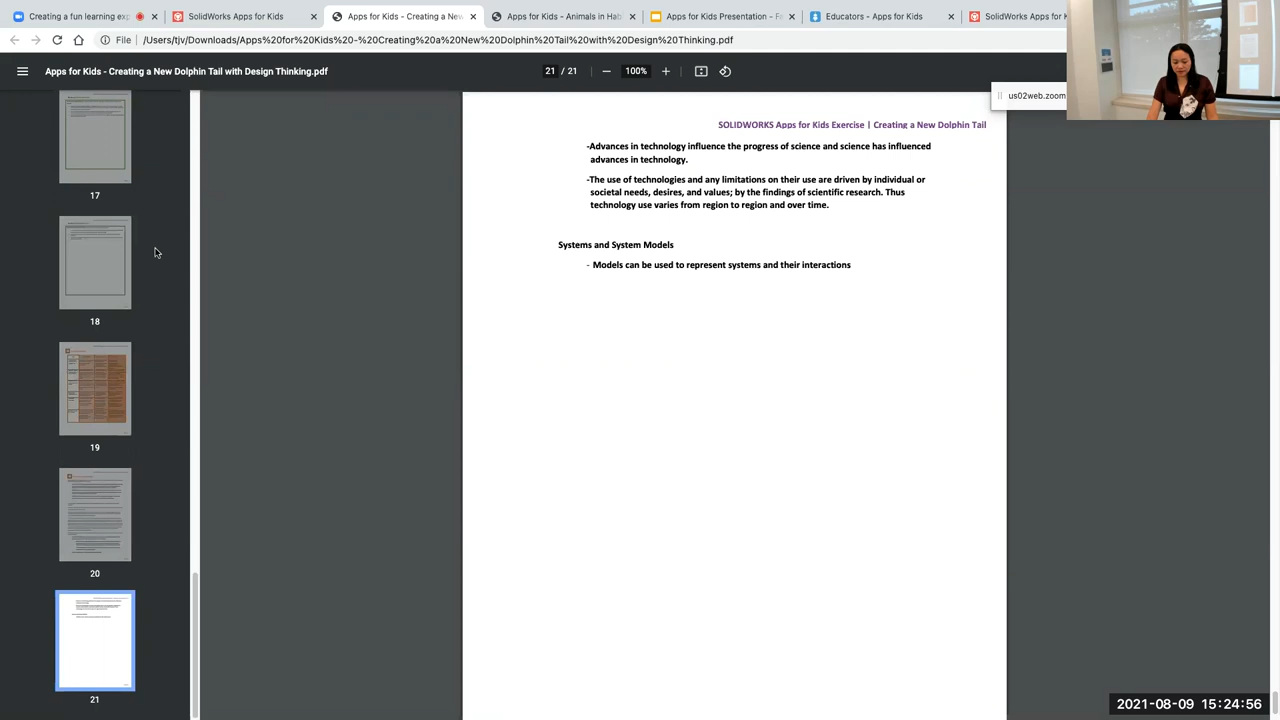 Creating a fun learning exp
SolidWorks Apps for Kids
Apps for Kids - Creating a New
Apps for Kids - Animals in Hab
Apps for Kids Presentation - F
Educators - Apps for Kids
SolidWorks Apps for K
File
/Users/tjv/Downloads/Apps%20for%20Kids%20-%20Creating%20a%20New%20Dolphin%20Tail%20with%20Design%20Thinking.pdf
Apps for Kids - Creating a New Dolphin Tail with Design Thinking.pdf
21 / 21
100%
us02web.zoom
SOLIDWORKS Apps for Kids Exercise | Creating a New Dolphin Tail
-Advances in technology influence the progress of science and science has influenced
advances in technology.
-The use of technologies and any limitations on their use are driven by individual or
societal needs, desires, and values; by the findings of scientific research. Thus
technology use varies from region to region and over time.
Systems and System Models
- Models can be used to represent systems and their interactions
17
18
19
20
21
2021-08-09 15:24:56